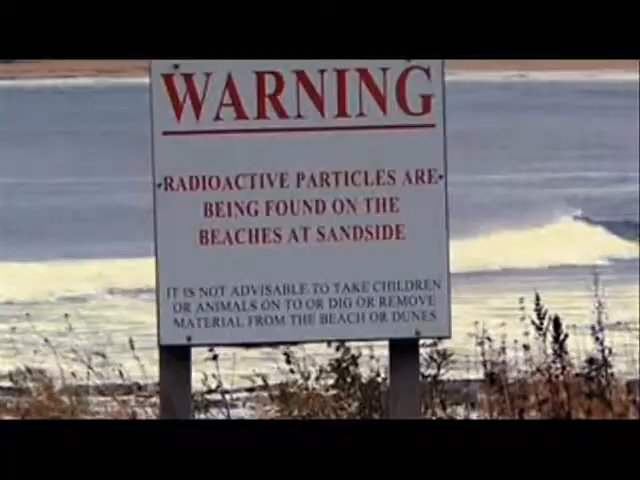 WARNING
RADIOACTIVE PARTICLES ARE
BEING FOUND ON THE
BEACHES AT SANDSIDE
IT IS NOT ADVISABLE TO TAKE CHILDREN
OR ANIMALS ON TO OR DIG OR REMOVE
MATERIAL FROM THE BEACH OR DUNES